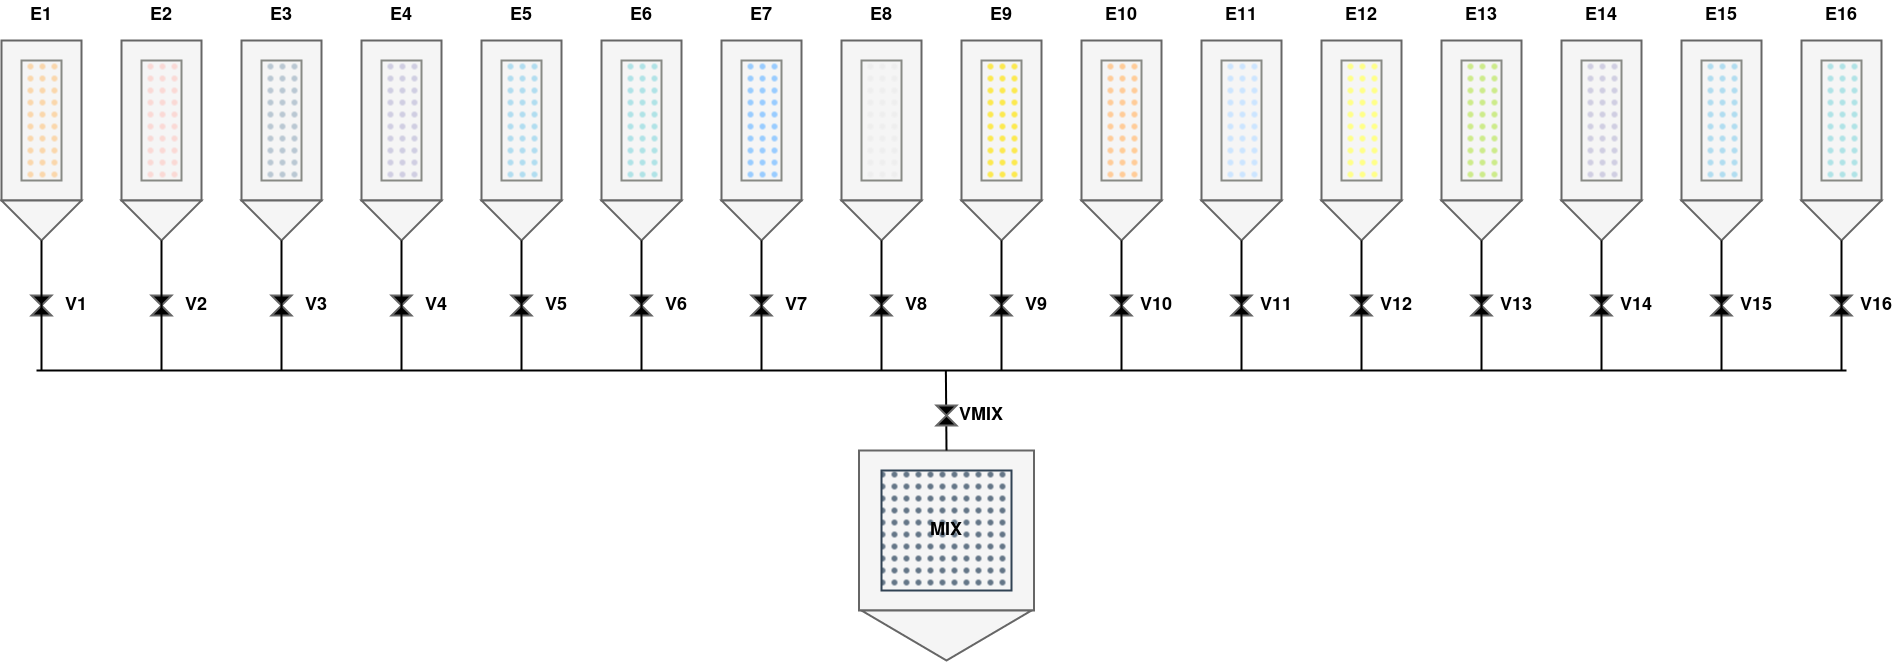 E1 E2 E3 E4 E5 E6 E7 E8 E9 E10 E11 E12 E13 E14 E15 E16
V1 V2 V3 V4 V5 V6 V7 V8 V9 V10 V11 V12 V13 V14 V15 V16
VMIX
MIX